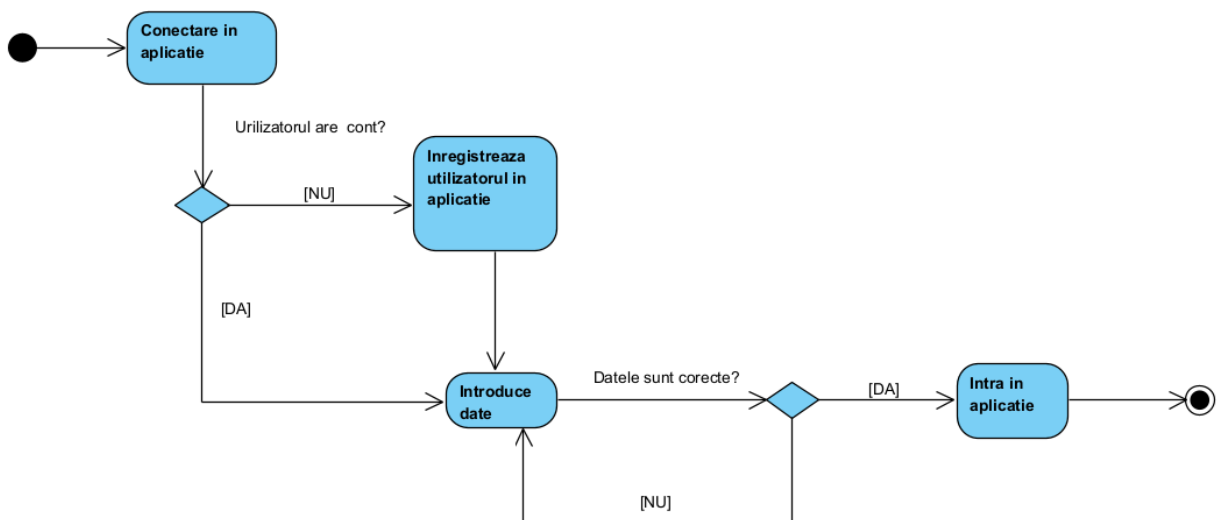 Conectare in
aplicatie
Urilizatorul are  cont?
Inregistreaza
utilizatorul in
aplicatie
[NU]
[DA]
Introduce
date
Datele sunt corecte?
[DA]
Intra in
aplicatie
[NU]